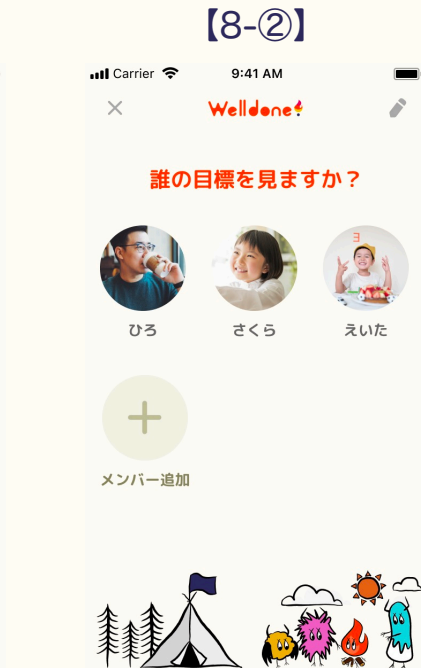 【8-②】
Carrier 9:41 AM
Welldone!
誰の目標を見ますか？
ひろ さくら えいた
メンバー追加